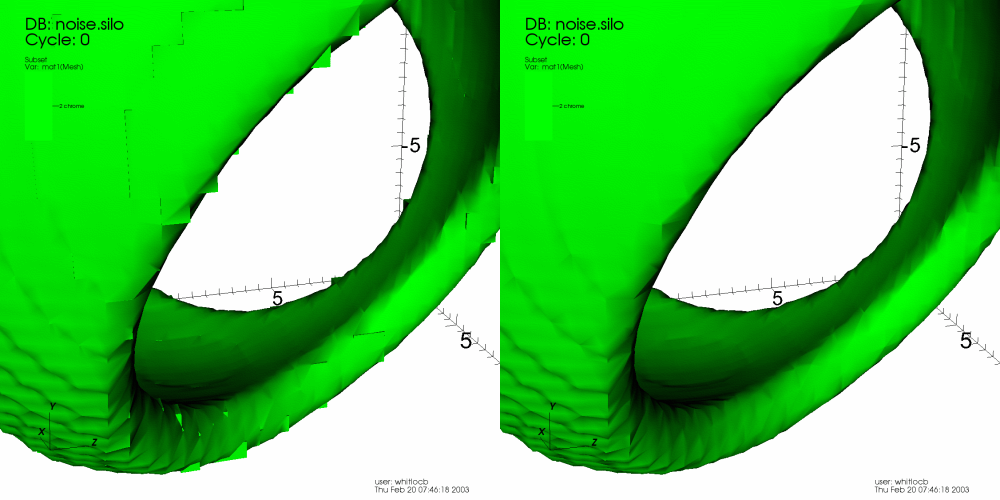 DB: noise.silo
Cycle: 0
Subset
Var: mat1(Mesh)
2 chrome
-5
5
5
Y
X
Z
user: whitlocb
Thu Feb 20 07:46:18 2003
DB: noise.silo
Cycle: 0
Subset
Var: mat1(Mesh)
2 chrome
-5
5
5
Y
X
Z
user: whitlocb
Thu Feb 20 07:46:18 2003